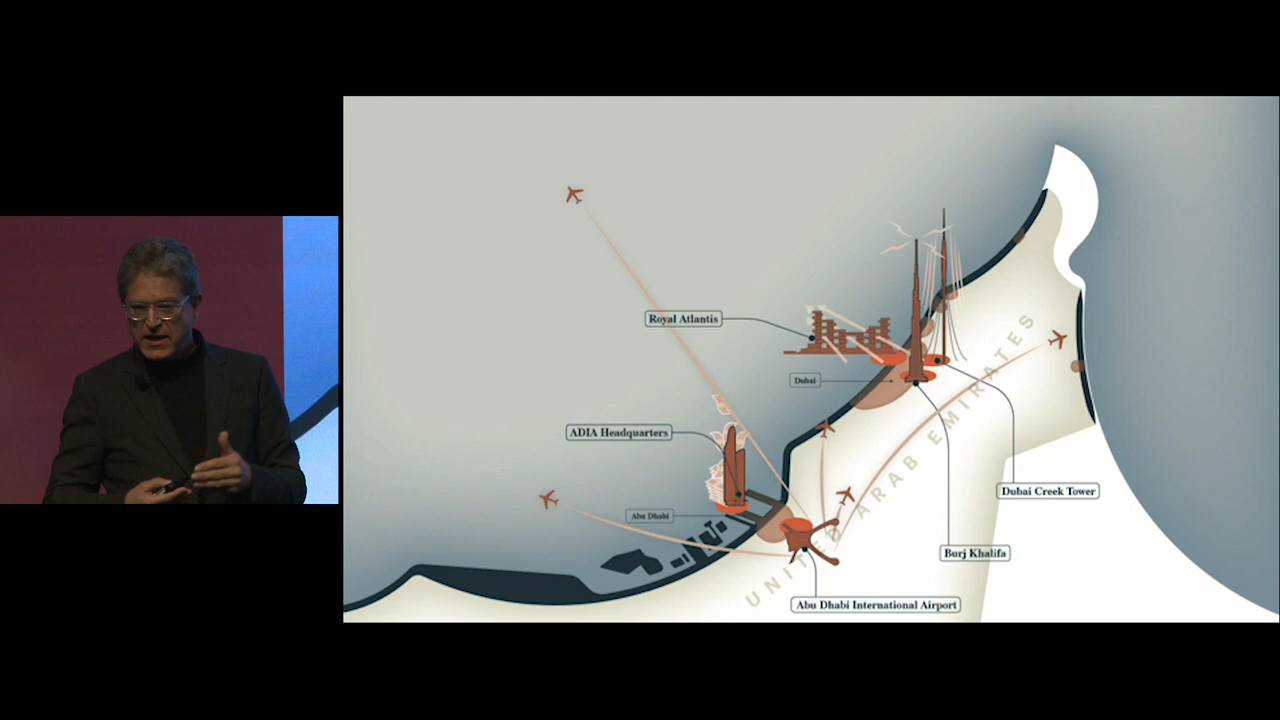 Royal Atlantis
Dubai
ADIA Headquarters
Abu Dhabi
UNITED ARAB EMIRATES
Dubai Creek Tower
Burj Khalifa
Abu Dhabi International Airport